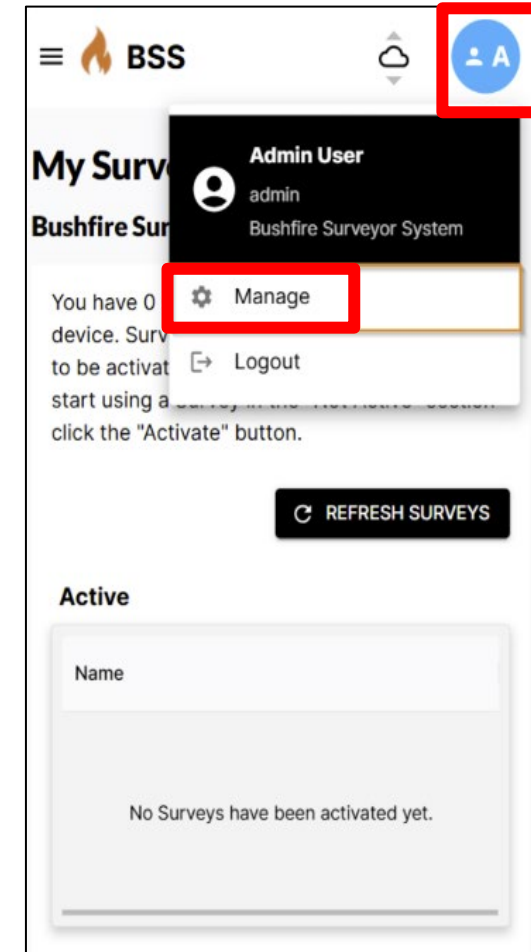 BSS
A
My Surv
Admin User
admin
Bushfire Surveyor System
Bushfire Sur
Manage
Logout
You have 0
device. Surv
to be activat
start using a
click the "Activate" button.
REFRESH SURVEYS
Active
Name
No Surveys have been activated yet.